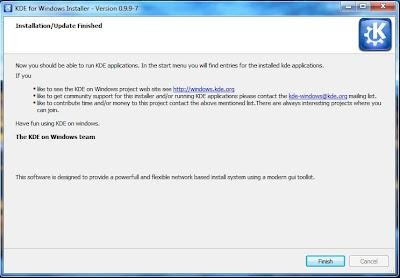 KDE for Windows Installer - Version 0.9.9-7
Installation/Update Finished
Now you should be able to run KDE applications. In the start menu you will find entries for the installed kde applications.
If you
• like to see the KDE on Windows project web site see http://windows.kde.org
• like to get community support for this installer and/or running KDE applications please contact the kde-windows@kde.org mailing list.
• like to contribute time and/or money to this project contact the above mentioned list.There are always interesting projects where you
can join.
Have fun using KDE on windows.
The KDE on Windows team
This software is designed to provide a powerfull and flexible network based install system using a modern gui toolkit.
Finish
Cancel